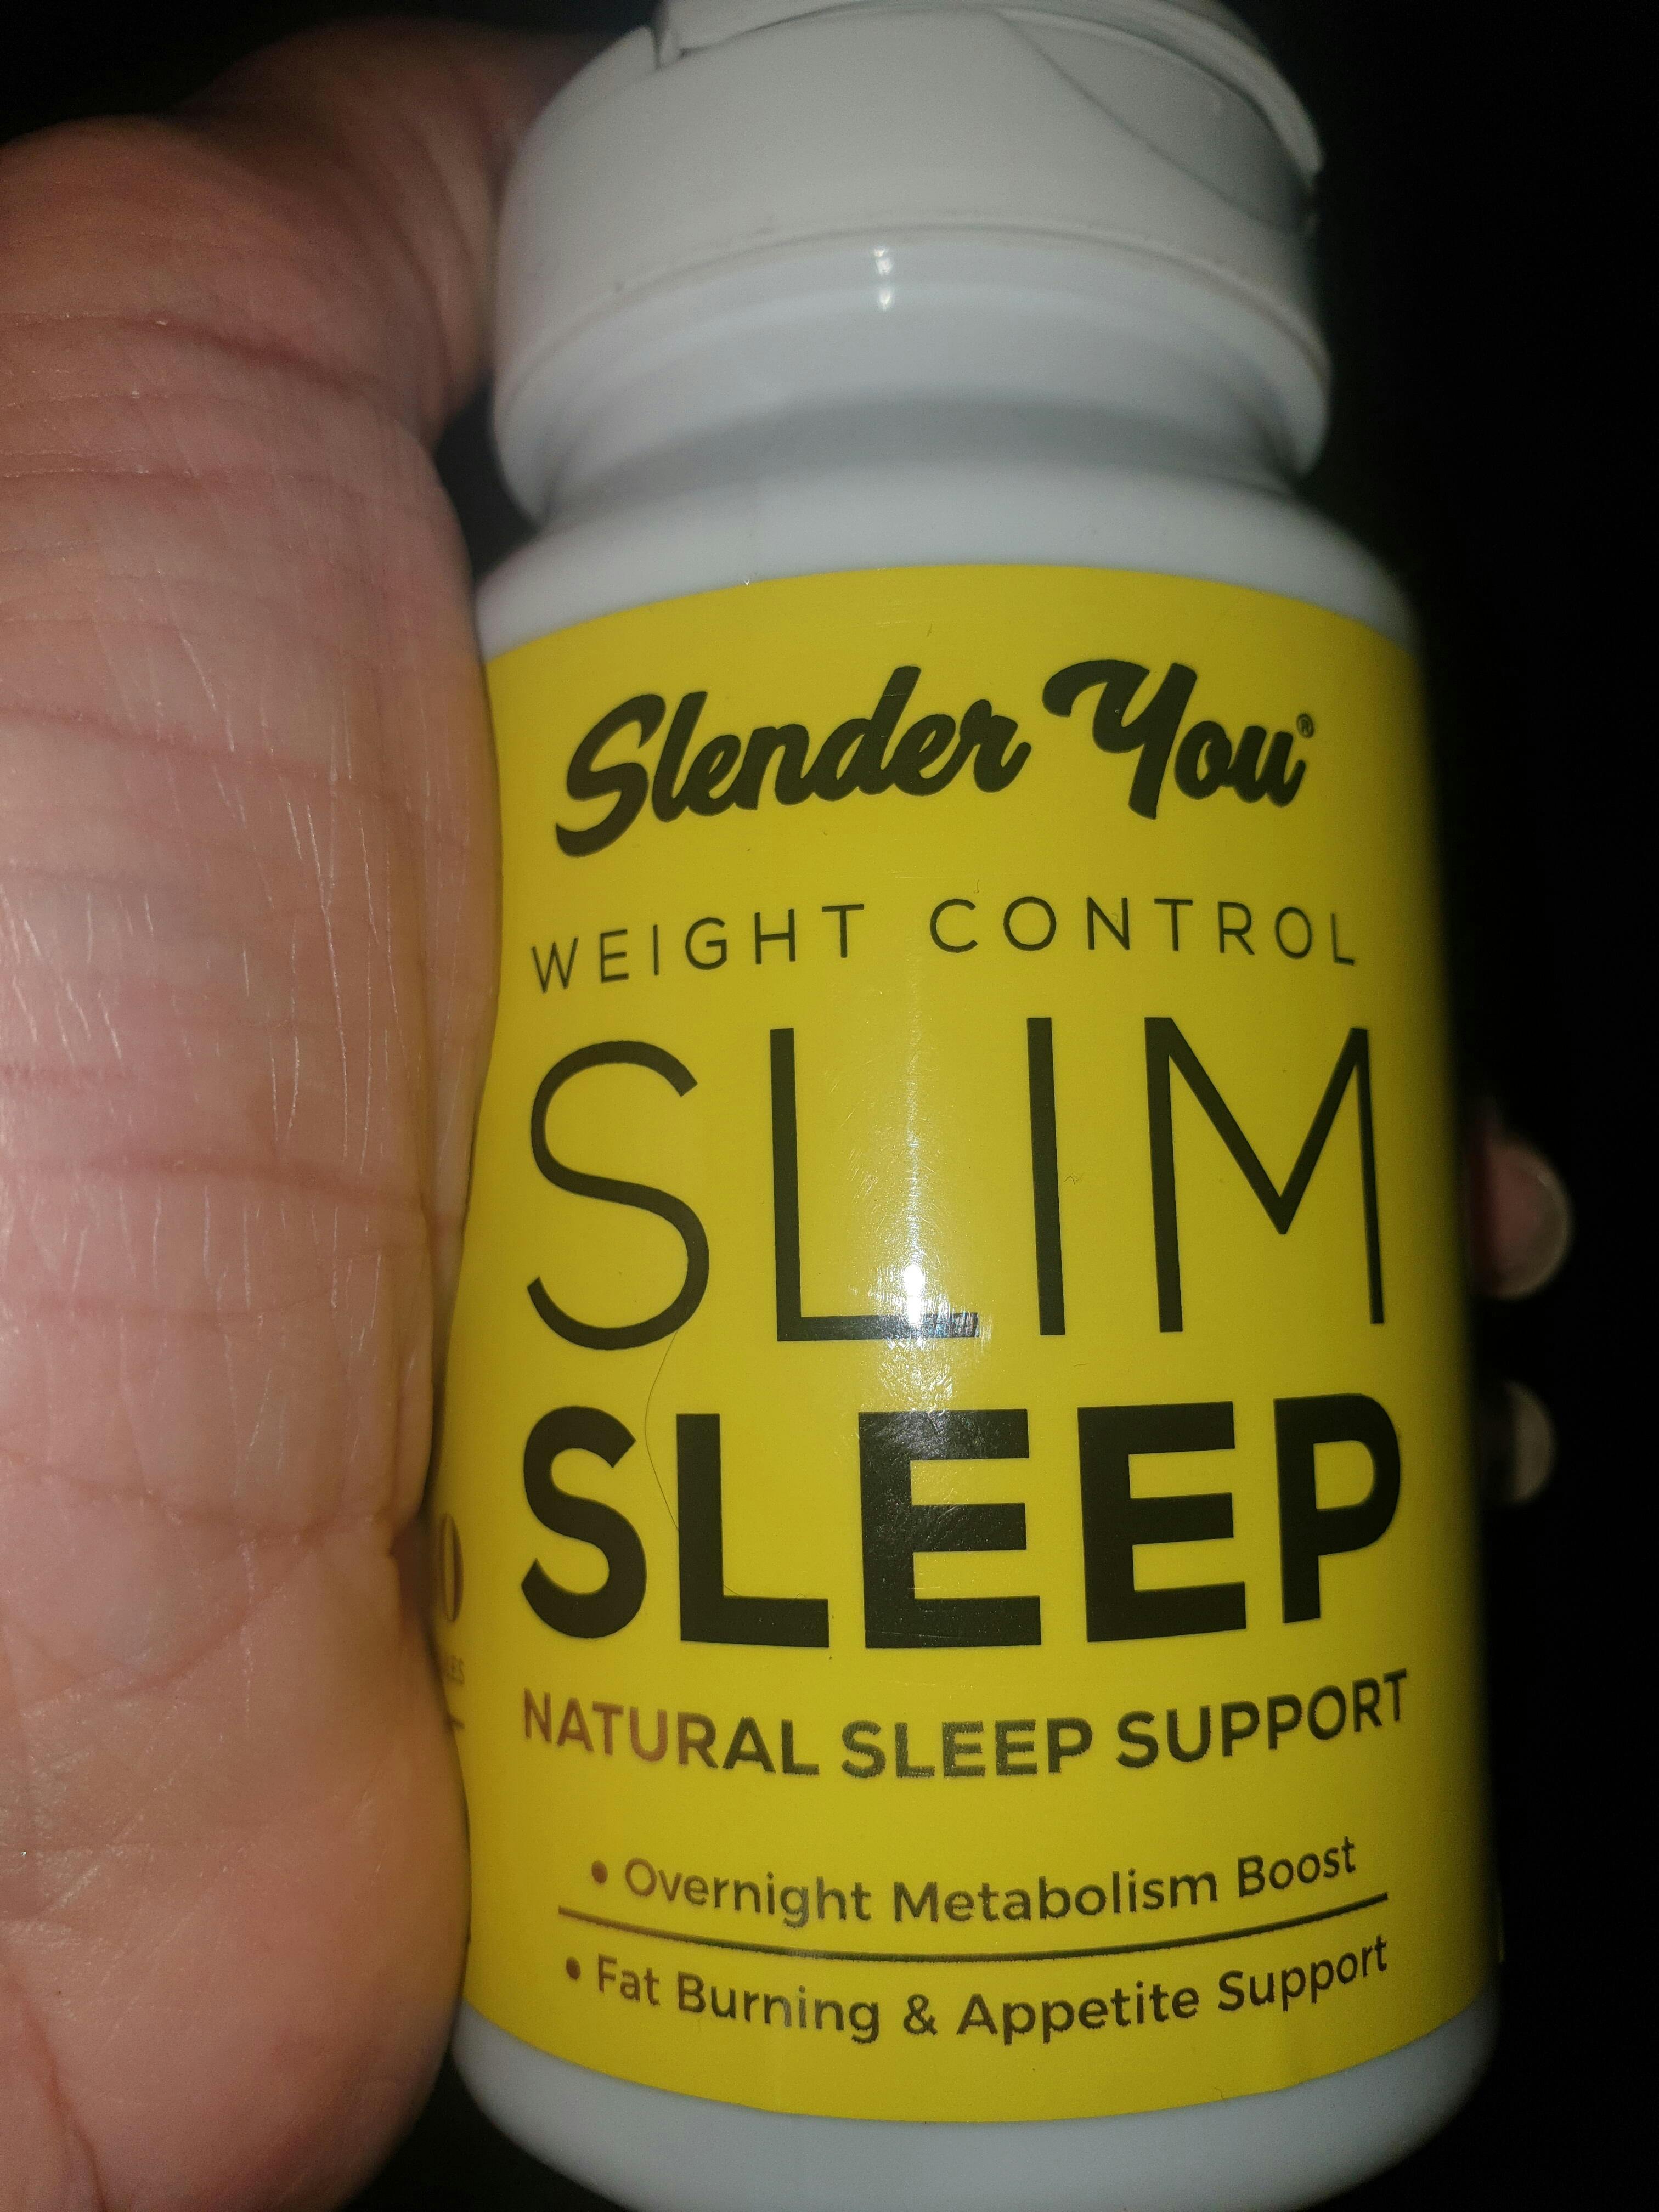 Slender You®
WEIGHT CONTROL
SLIM
SLEEP
NATURAL SLEEP SUPPORT
• Overnight Metabolism Boost
• Fat Burning & Appetite Support